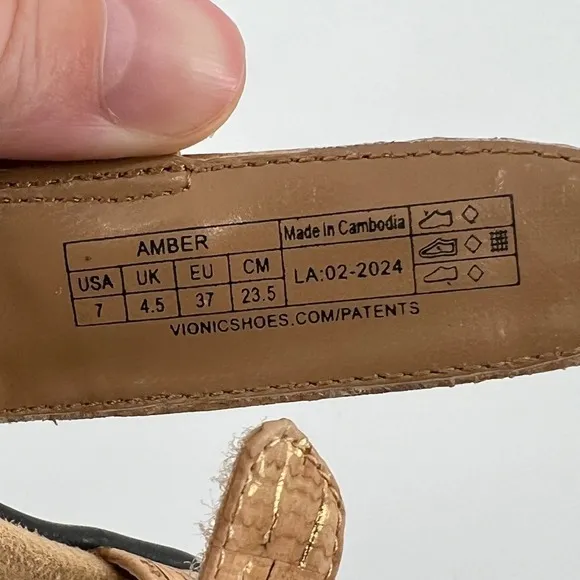 AMBER
USA UK EU CM
7 4.5 37 23.5
Made in Cambodia
LA:02-2024
VIONICSHOES.COM/PATENTS